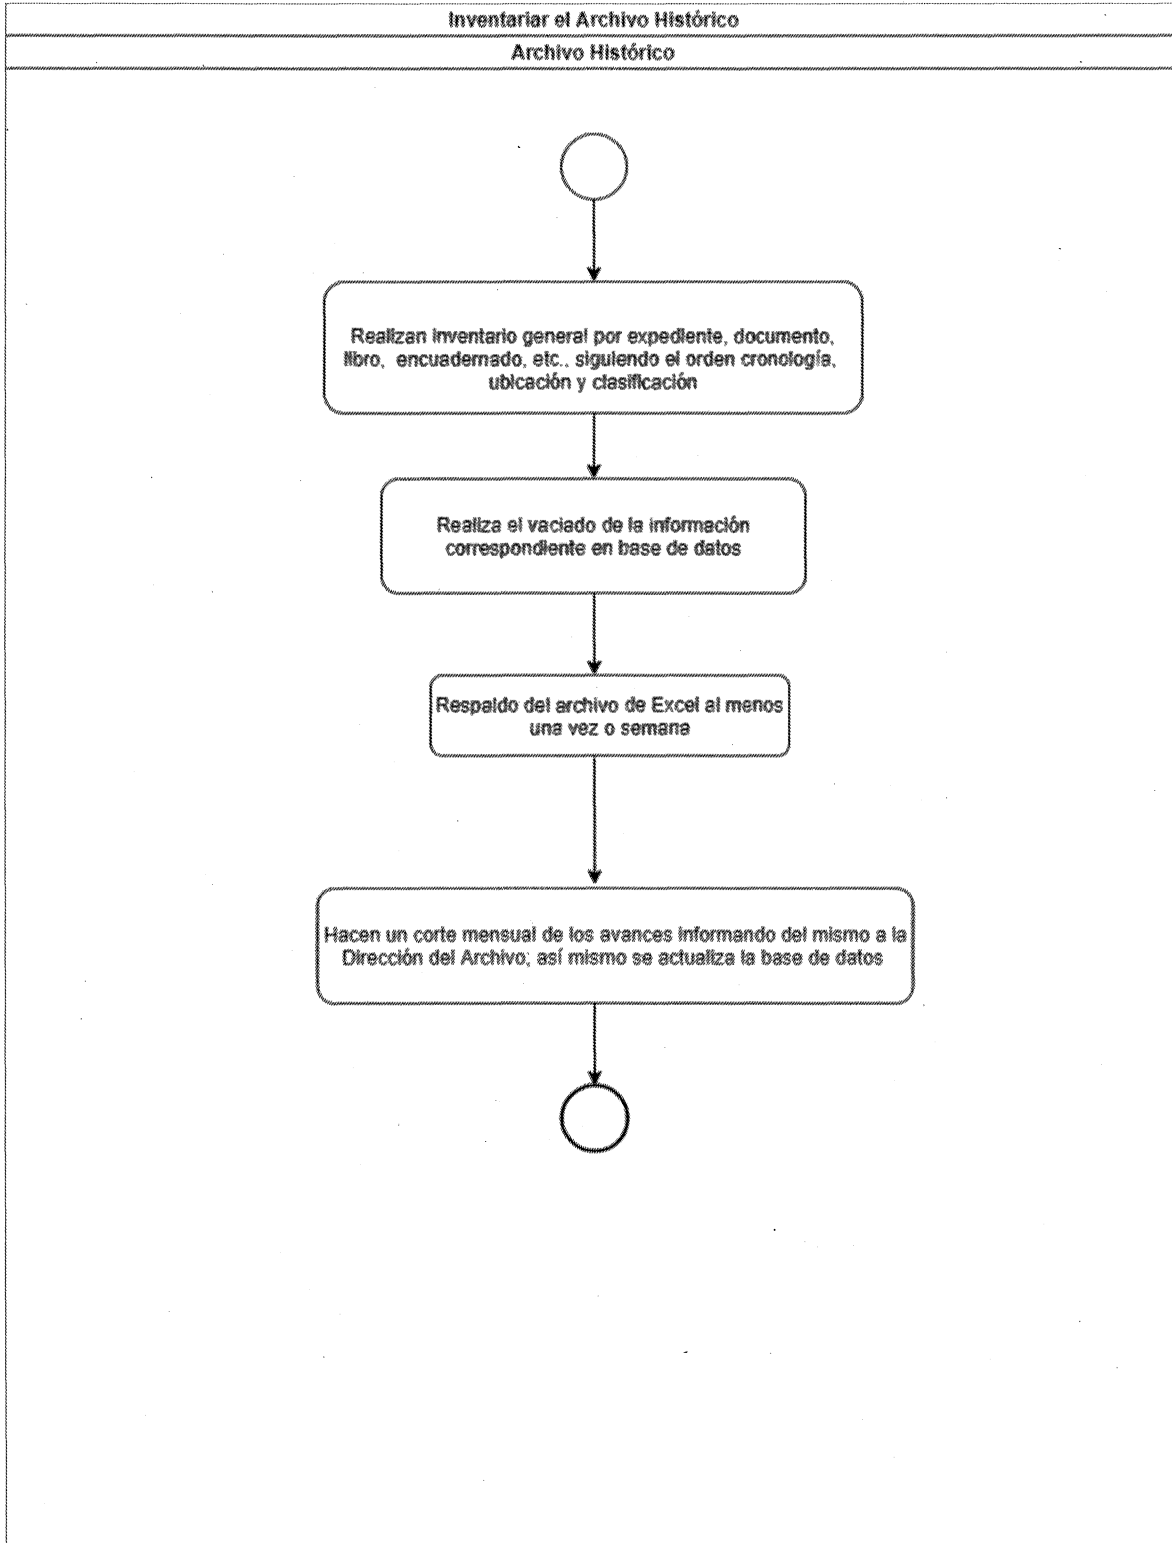 Inventariar el Archivo Histórico
Archivo Histórico
Realizan inventario general por expediente, documento,
libro, encuadernado, etc., siguiendo el orden cronología,
ubicación y clasificación
Realiza el vaciado de la información
correspondiente en base de datos
Respaldo del archivo de Excel al menos
una vez o semana
Hacen un corte mensual de los avances informando del mismo a la
Dirección del Archivo; así mismo se actualiza la base de datos